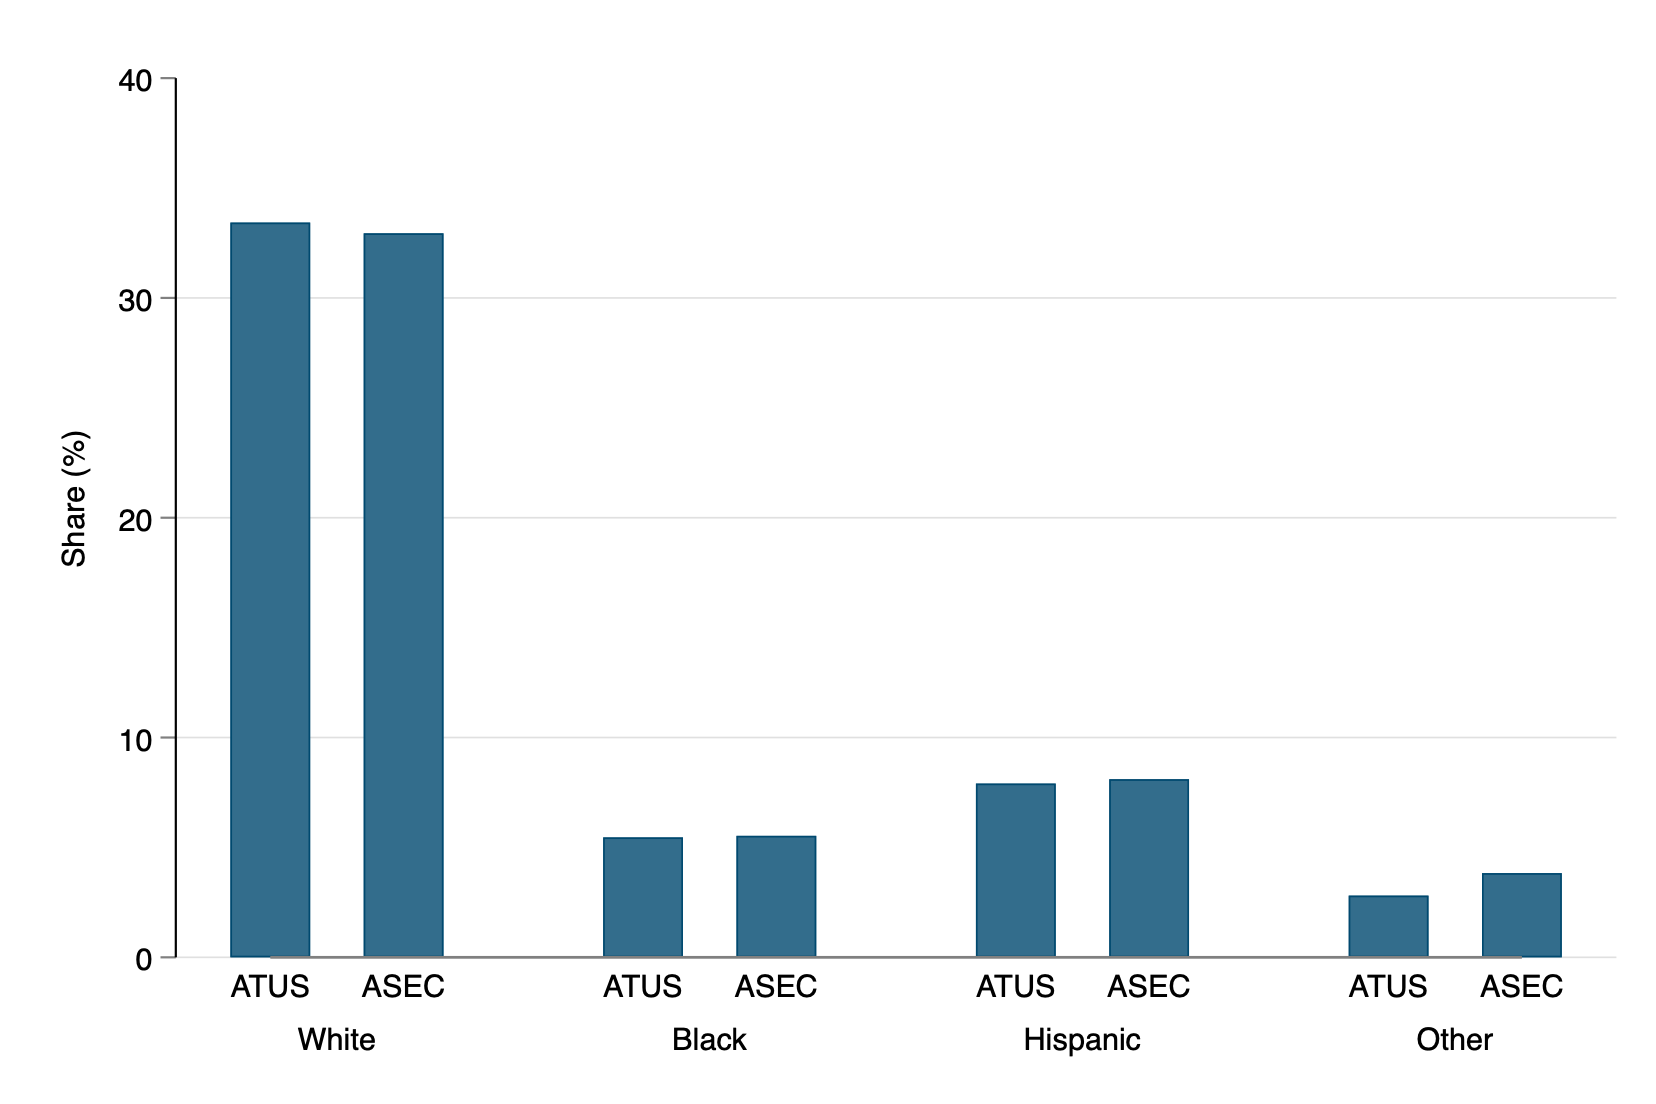 Share (%)
40
30
20
10
0
ATUS ASEC ATUS ASEC ATUS ASEC ATUS ASEC
White Black Hispanic Other